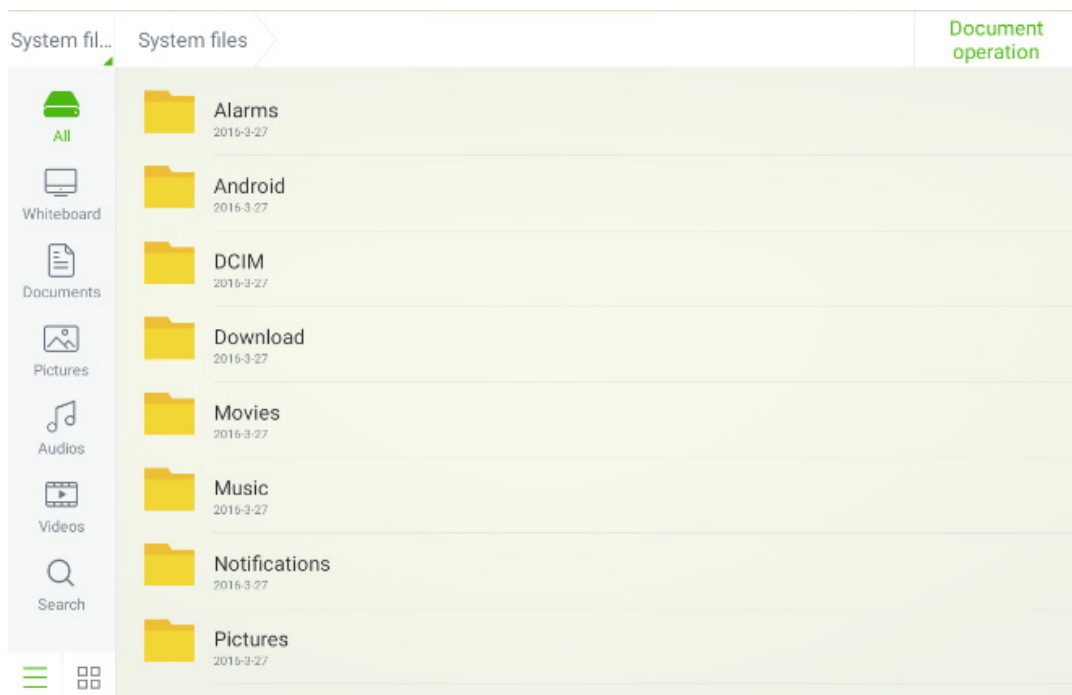 System fil...
System files
Document
operation
All
Whiteboard
Documents
Pictures
Audios
Videos
Search
Alarms
2016-3-27
Android
2016-3-27
DCIM
2016-3-27
Download
2016-3-27
Movies
2016-3-27
Music
2016-3-27
Notifications
2016-3-27
Pictures
2016-3-27